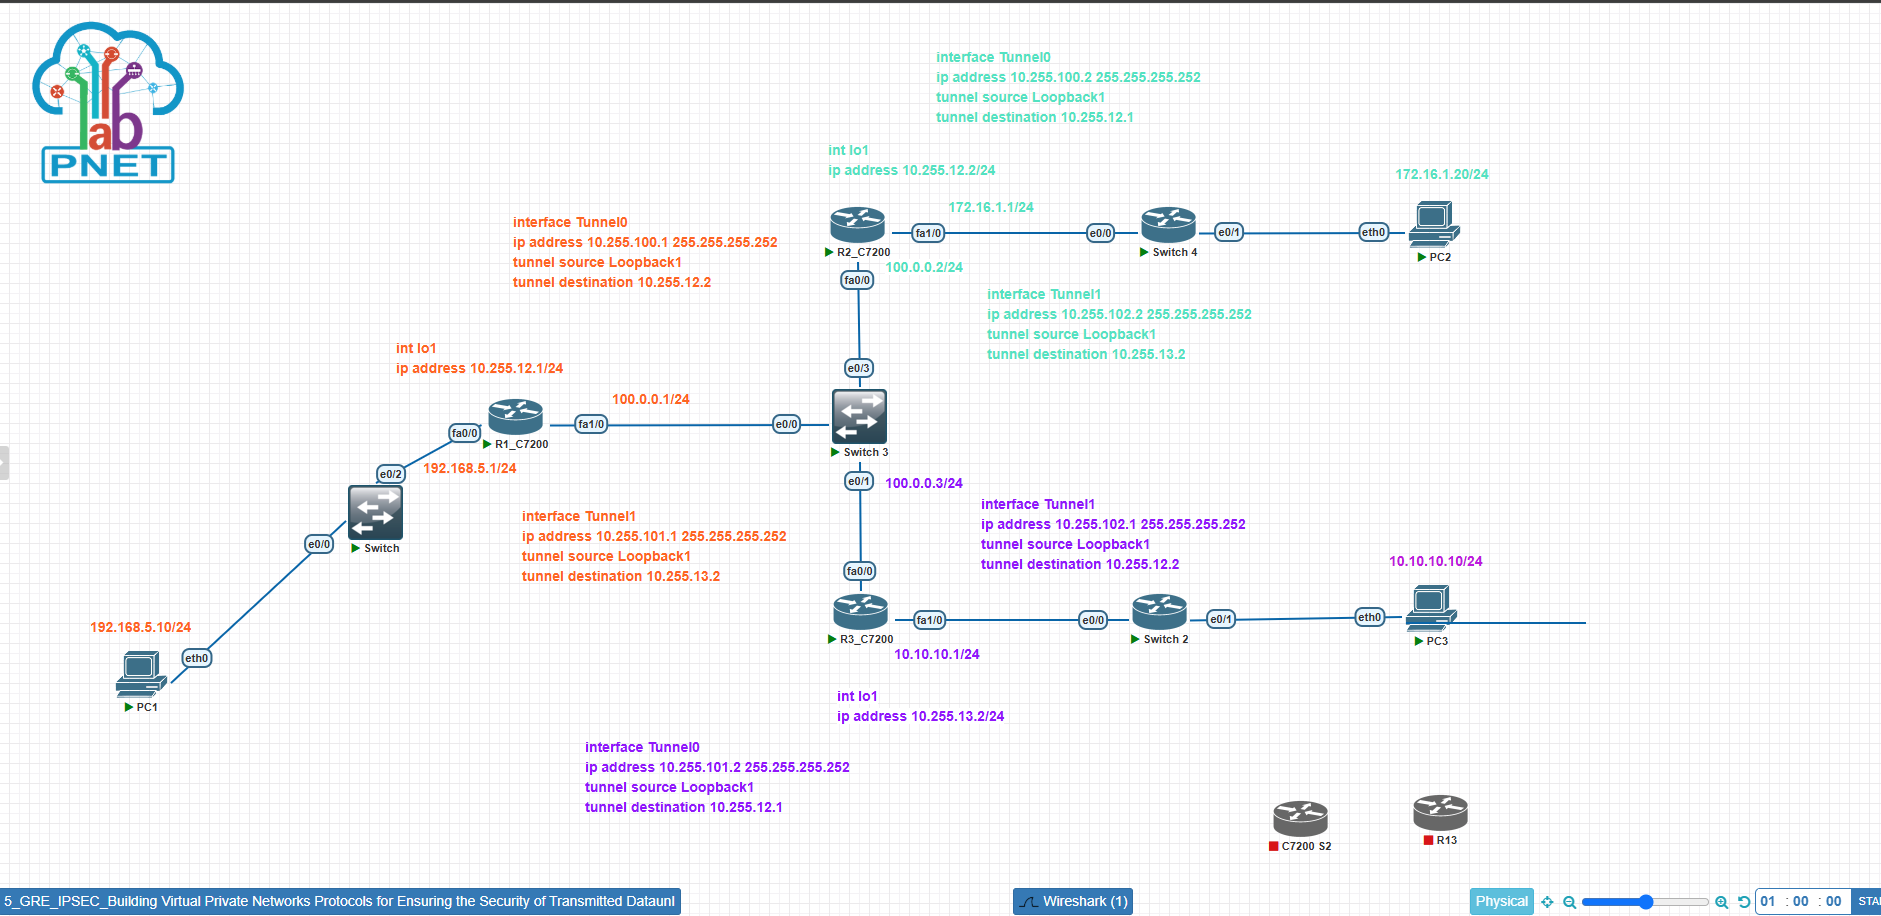 lab
PNET
interface Tunnel0
ip address 10.255.100.2 255.255.255.252
tunnel source Loopback1
tunnel destination 10.255.12.1
int lo1
ip address 10.255.12.2/24
172.16.1.20/24
172.16.1.1/24
interface Tunnel0
ip address 10.255.100.1 255.255.255.252
tunnel source Loopback1
tunnel destination 10.255.12.2
fa1/0
e0/0
e0/1
eth0
R2_C7200
Switch 4
PC2
100.0.0.2/24
fa0/0
interface Tunnel1
ip address 10.255.102.2 255.255.255.252
tunnel source Loopback1
tunnel destination 10.255.13.2
int lo1
ip address 10.255.12.1/24
e0/3
100.0.0.1/24
fa0/0
fa1/0
e0/0
R1_C7200
Switch 3
e0/2
192.168.5.1/24
e0/1
100.0.0.3/24
interface Tunnel1
ip address 10.255.101.1 255.255.255.252
tunnel source Loopback1
tunnel destination 10.255.13.2
interface Tunnel1
ip address 10.255.102.1 255.255.255.252
tunnel source Loopback1
tunnel destination 10.255.12.2
e0/0
Switch
fa0/0
10.10.10.10/24
192.168.5.10/24
eth0
PC1
fa1/0
e0/0
e0/1
eth0
R3_C7200
Switch 2
PC3
10.10.10.1/24
int lo1
ip address 10.255.13.2/24
interface Tunnel0
ip address 10.255.101.2 255.255.255.252
tunnel source Loopback1
tunnel destination 10.255.12.1
C7200 S2
R13
5_GRE_IPSEC_Building Virtual Private Networks Protocols for Ensuring the Security of Transmitted Dataunl
Wireshark (1)
Physical
01 : 00 : 00
STA